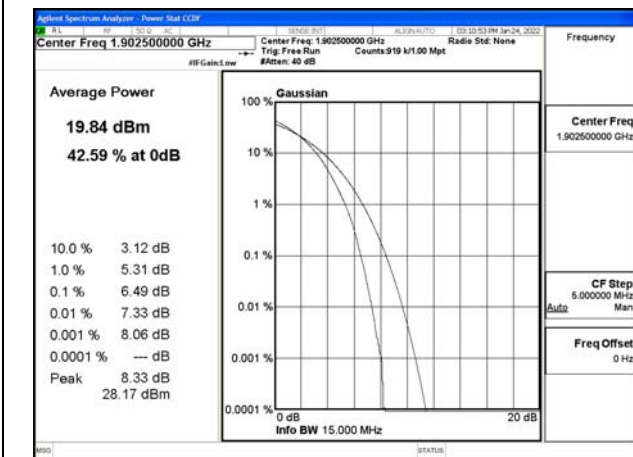 Agilent Spectrum Analyzer - Power Stat CCDF
RL RF 50 Ω AC SENSE:INT ALIGN AUTO 03:10:53 PM Jan 24, 2022
Center Freq 1.902500000 GHz
Center Freq: 1.902500000 GHz Radio Std: None
Trig: Free Run Counts:919 k/1.00 Mpt
#IFGain:Low #Atten: 40 dB
Frequency
Average Power
19.84 dBm
42.59 % at 0dB
10.0 % 3.12 dB
1.0 % 5.31 dB
0.1 % 6.49 dB
0.01 % 7.33 dB
0.001 % 8.06 dB
0.0001 % --- dB
Peak 8.33 dB
28.17 dBm
Gaussian
100 %
10 %
1 %
0.1 %
0.01 %
0.001 %
0.0001 %
0 dB 20 dB
Info BW 15.000 MHz
Center Freq
1.902500000 GHz
CF Step
5.000000 MHz
Auto Man
Freq Offset
0 Hz
MSG STATUS